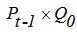 P_{t-1} × Q_0